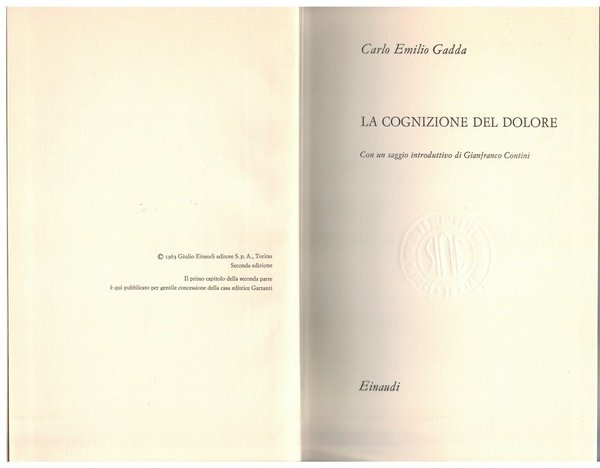 © 1963 Giulio Einaudi editore S. p. A., Torino
Seconda edizione
Il primo capitolo della seconda parte
è qui pubblicato per gentile concessione della casa editrice Garzanti
Carlo Emilio Gadda
LA COGNIZIONE DEL DOLORE
Con un saggio introduttivo di Gianfranco Contini
Einaudi